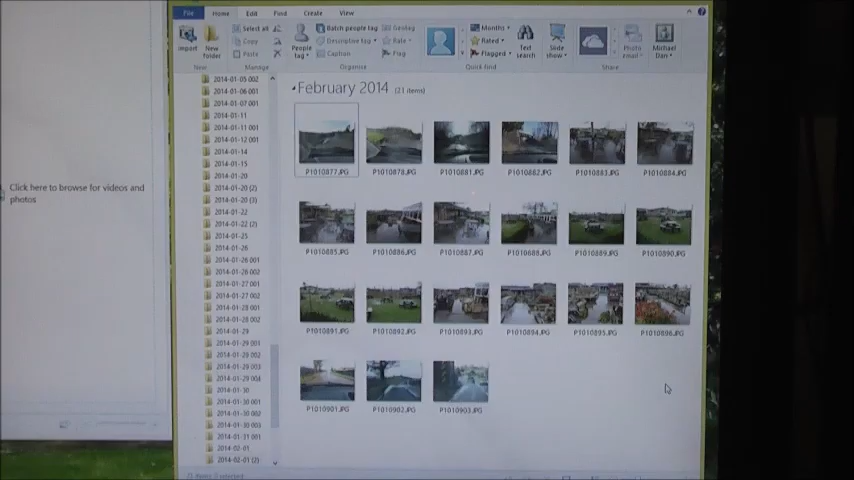 File Home Edit Find Create View
Import
New folder
Select all
Copy
Paste
People tag
Batch people tag
Descriptive tag
Caption
Geotag
Rate
Flag
Months
Rated
Flagged
Text search
Slide show
Photo email
Michael Dan
New Manage Organise Quick find Share
Click here to browse for videos and photos
February 2014 (21 items)
2014-01-05 002
2014-01-06 001
2014-01-07 001
2014-01-11
2014-01-11 001
2014-01-12 001
2014-01-14
2014-01-15
2014-01-20
2014-01-20 (2)
2014-01-20 (3)
2014-01-22
2014-01-22 (2)
2014-01-25
2014-01-26
2014-01-26 001
2014-01-26 002
2014-01-27 001
2014-01-27 002
2014-01-28 001
2014-01-28 002
2014-01-29
2014-01-29 001
2014-01-29 002
2014-01-29 003
2014-01-29 004
2014-01-30
2014-01-30 001
2014-01-30 002
2014-01-30 003
2014-01-31 001
2014-02-01
2014-02-01 (2)
P1010877.JPG P1010878.JPG P1010881.JPG P1010882.JPG P1010883.JPG P1010884.JPG
P1010885.JPG P1010886.JPG P1010887.JPG P1010888.JPG P1010889.JPG P1010890.JPG
P1010891.JPG P1010892.JPG P1010893.JPG P1010894.JPG P1010895.JPG P1010896.JPG
P1010901.JPG P1010902.JPG P1010903.JPG